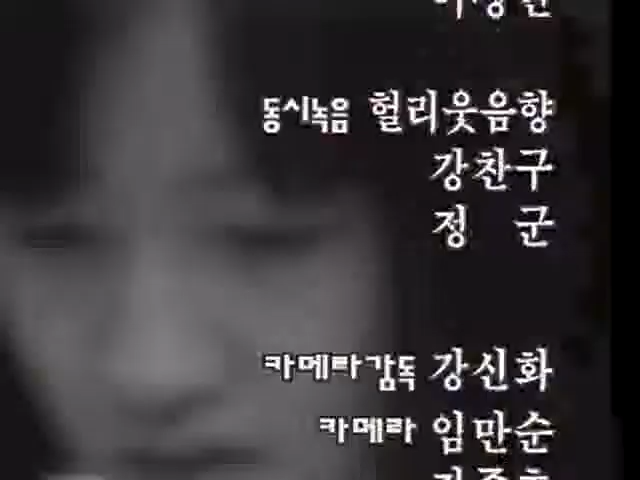 동시녹음 헐리웃음향
강찬구
정 군
카메라감독 강신화
카메라 임만순